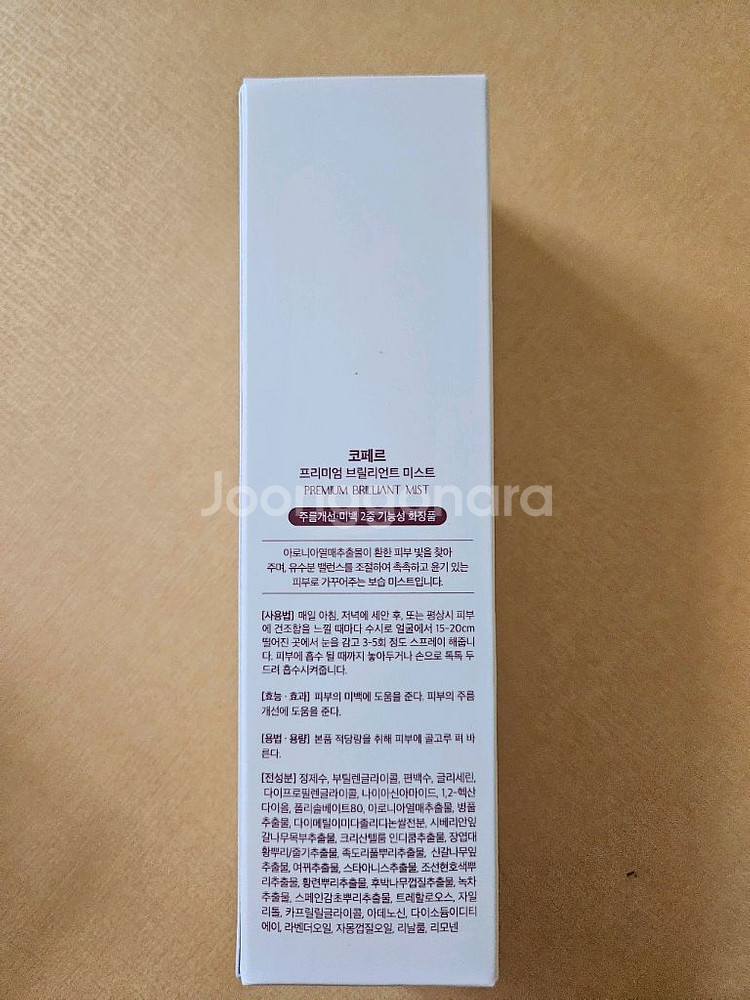 코페르
프리미엄 브릴리언트 미스트
PREMIUM BRILLIANT MIST
Joonggonara
주름개선·미백 2중 기능성 화장품
아로니아열매추출물이 환한 피부 빛을 찾아
주며, 유수분 밸런스를 조절하여 촉촉하고 윤기 있는
피부로 가꾸어주는 보습 미스트입니다.
[사용법] 매일 아침, 저녁에 세안 후, 또는 평상시 피부
에 건조함을 느낄 때마다 수시로 얼굴에서 15-20cm
떨어진 곳에서 눈을 감고 3-5회 정도 스프레이 해줍니
다. 피부에 흡수 될 때까지 놓아두거나 손으로 톡톡 두
드려 흡수시켜줍니다.
[효능·효과] 피부의 미백에 도움을 준다. 피부의 주름
개선에 도움을 준다.
[용법·용량] 본품 적당량을 취해 피부에 골고루 펴 바
른다.
[전성분] 정제수, 부틸렌글라이콜, 편백수, 글리세린,
다이프로필렌글라이콜, 나이아신아마이드, 1,2-헥산
다이올, 폴리솔베이트80, 아로니아열매추출물, 병풀
추출물, 다이메틸이미다졸리디논쌀전분, 시베리안잎
갈나무목부추출물, 크리산텔룸 인디쿰추출물, 장엽대
황뿌리/줄기추출물, 족도리풀뿌리추출물, 신갈나무잎
추출물, 여뀌추출물, 스타아니스추출물, 조선현호색뿌
리추출물, 황련뿌리추출물, 후박나무껍질추출물, 녹차
추출물, 스페인감초뿌리추출물, 트레할로오스, 자일
리톨, 카프릴릴글라이콜, 아데노신, 다이소듐이디티
에이, 라벤더오일, 자몽껍질오일, 리날룰, 리모넨